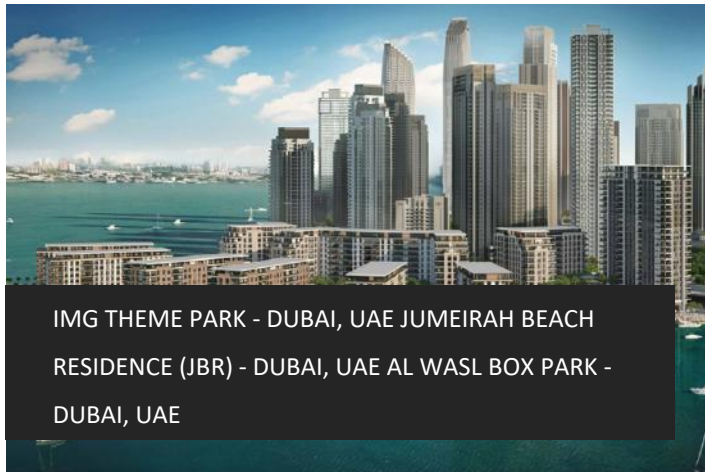 IMG THEME PARK - DUBAI, UAE JUMEIRAH BEACH
RESIDENCE (JBR) - DUBAI, UAE AL WASL BOX PARK -
DUBAI, UAE